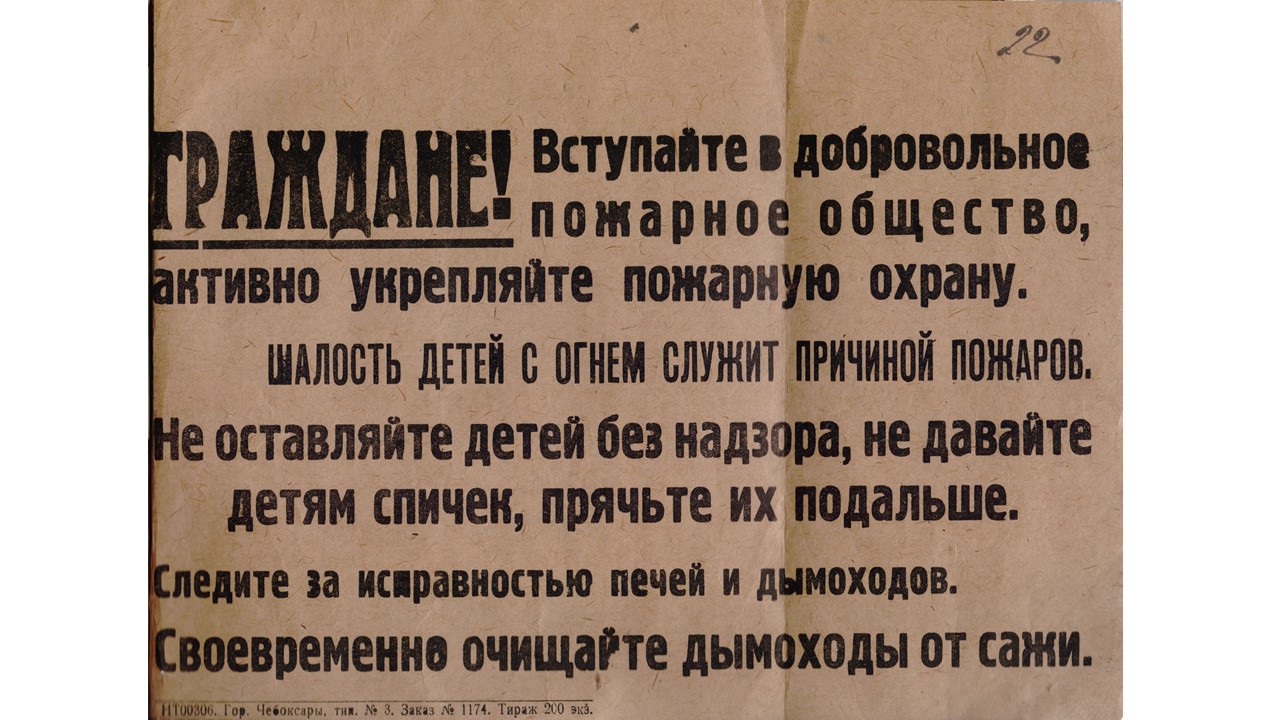 22
ГРАЖДАНЕ! Вступайте в добровольное
пожарное общество,
активно укрепляйте пожарную охрану.
ШАЛОСТЬ ДЕТЕЙ С ОГНЕМ СЛУЖИТ ПРИЧИНОЙ ПОЖАРОВ.
Не оставляйте детей без надзора, не давайте
детям спичек, прячьте их подальше.
Следите за исправностью печей и дымоходов.
Своевременно очищайте дымоходы от сажи.
НТ00306. Гор. Чебоксары, тип. № 3. Заказ № 1174. Тираж 200 экз.